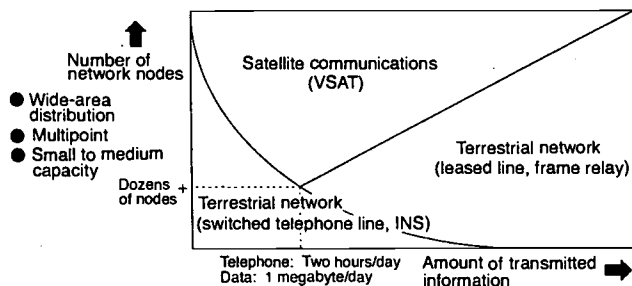 Number of
network nodes
● Wide-area
distribution
● Multipoint
● Small to medium
capacity
Dozens
of nodes
Satellite communications
(VSAT)
Terrestrial network
(leased line, frame relay)
Terrestrial network
(switched telephone line, INS)
Telephone: Two hours/day
Data: 1 megabyte/day
Amount of transmitted
information